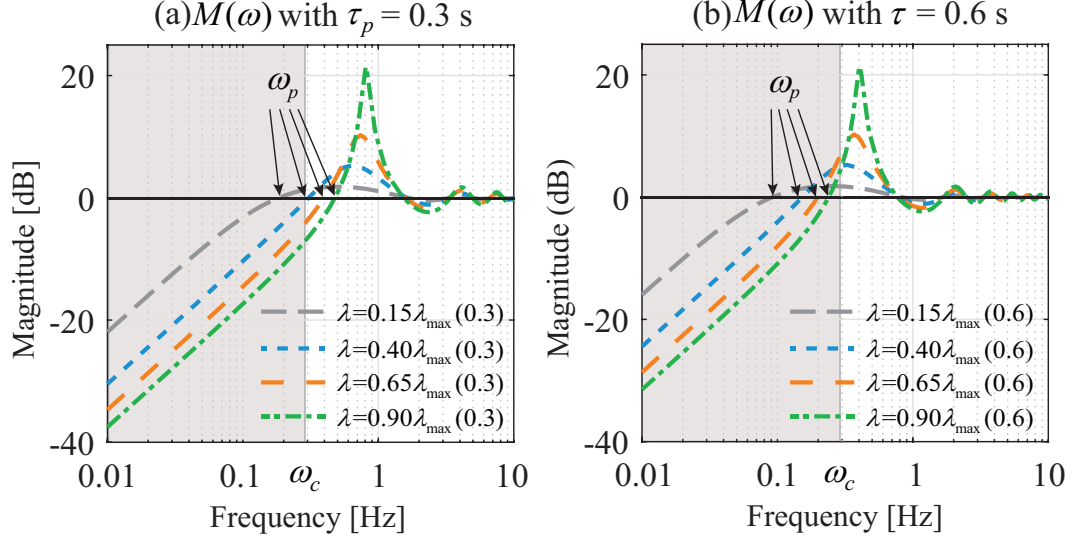 (a)M(ω) with τp = 0.3 s
Magnitude [dB]
20
0
-20
-40
ωp
λ=0.15λmax(0.3)
λ=0.40λmax(0.3)
λ=0.65λmax(0.3)
λ=0.90λmax(0.3)
0.01
0.1
ωc
1
10
Frequency [Hz]
(b)M(ω) with τ = 0.6 s
Magnitude (dB)
20
0
-20
-40
ωp
λ=0.15λmax(0.6)
λ=0.40λmax(0.6)
λ=0.65λmax(0.6)
λ=0.90λmax(0.6)
0.01
0.1
ωc
1
10
Frequency [Hz]